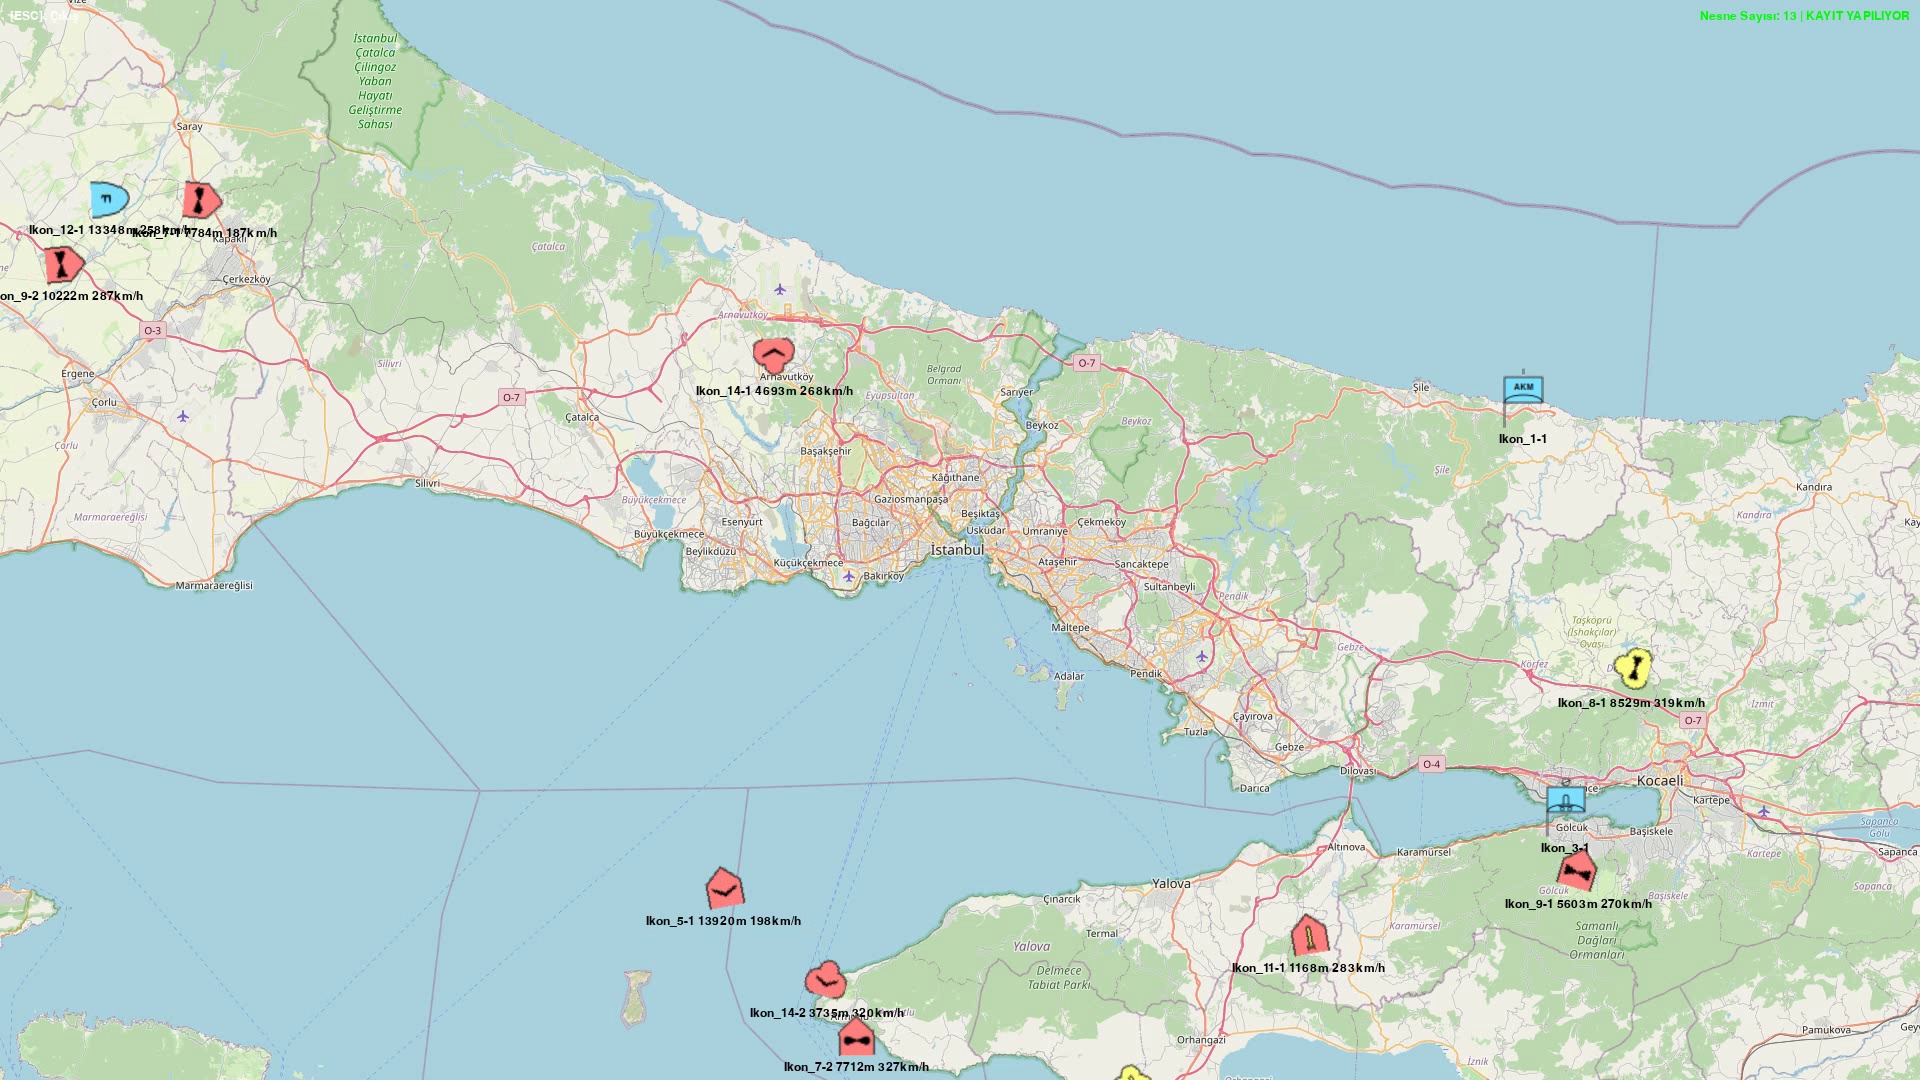 [ESC]: Çıkış
Nesne Sayısı: 13 | KAYIT YAPILIYOR
Vize
İstanbul
Çatalca
Çilingoz
Yaban
Hayatı
Geliştirme
Sahası
Saray
Ikon_12-1 13348m 258km/h
Ikon_7-1 7784m 187km/h
Kapaklı
Çatalca
Çerkezköy
on_9-2 10222m 287km/h
O-3
Arnavutköy
Silivri
Ergene
Arnavutköy
Ikon_14-1 4693m 268km/h
Belgrad
Ormanı
O-7
Sarıyer
Eyüpsultan
AKM
Şile
Ikon_1-1
O-7
Çorlu
Çatalca
Beykoz
Beykoz
Çorlu
Başakşehir
Şile
Silivri
Kâğıthane
Kandıra
Büyükçekmece
Gaziosmanpaşa
Marmaraereğlisi
Beşiktaş
Kandıra
Esenyurt
Bağcılar
Çekmeköy
Kay
Büyükçekmece
Üsküdar
Ümraniye
Beylikdüzü
İstanbul
Küçükçekmece
Ataşehir
Sancaktepe
Bakırköy
Marmaraereğlisi
Sultanbeyli
Pendik
Maltepe
Taşköprü
(İshakçılar)
Ovası
Gebze
Körfez
Pendik
Adalar
Ikon_8-1 8529m 319km/h
İzmit
Çayırova
O-7
Tuzla
Gebze
O-4
Dilovası
Kocaeli
Darıca
Kartepe
Gölcük
Başiskele
Sapanca
Gölü
Altınova
Ikon_3-1
Karamürsel
Kartepe
Sapanca
Yalova
Gölcük
Başiskele
Sapanca
Çınarcık
Ikon_9-1 5603m 270km/h
Ikon_5-1 13920m 198km/h
Termal
Karamürsel
Samanlı
Dağları
Ormanları
Yalova
Delmece
Tabiat Parkı
Ikon_11-1 1168m 283km/h
Ikon_14-2 3735m 320km/h
Pamukova
Geyv
Orhangazi
İznik
Ikon_7-2 7712m 327km/h
Orhangazi